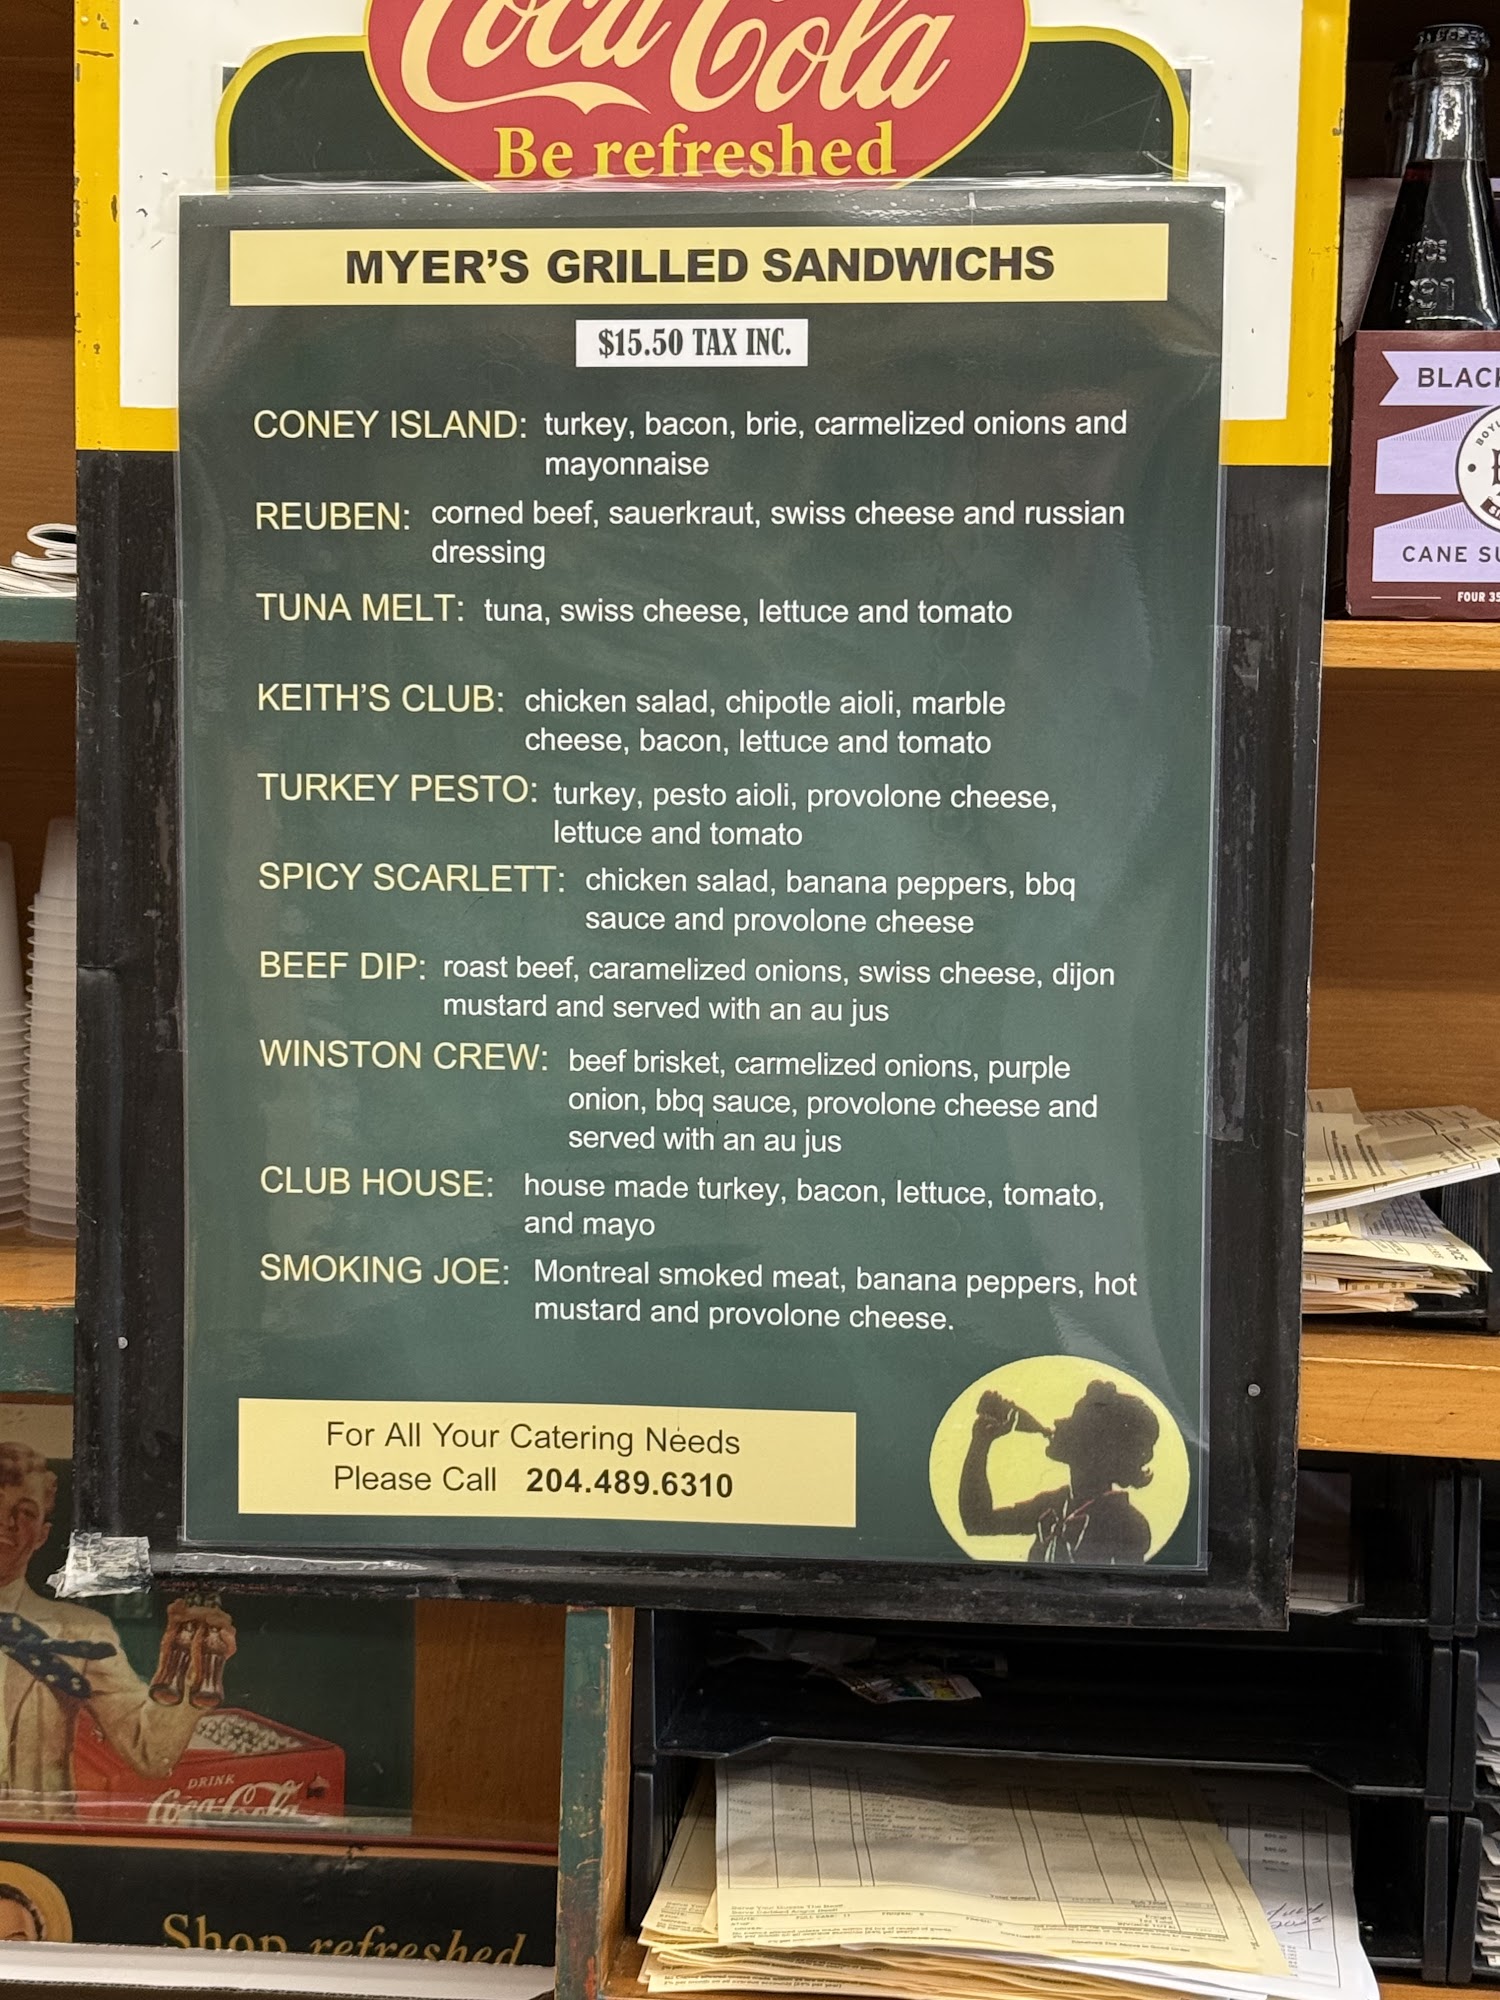 Coca-Cola
Be refreshed
MYER'S GRILLED SANDWICHS
$15.50 TAX INC.
CONEY ISLAND: turkey, bacon, brie, carmelized onions and
mayonnaise
REUBEN: corned beef, sauerkraut, swiss cheese and russian
dressing
TUNA MELT: tuna, swiss cheese, lettuce and tomato
KEITH'S CLUB: chicken salad, chipotle aioli, marble
cheese, bacon, lettuce and tomato
TURKEY PESTO: turkey, pesto aioli, provolone cheese,
lettuce and tomato
SPICY SCARLETT: chicken salad, banana peppers, bbq
sauce and provolone cheese
BEEF DIP: roast beef, caramelized onions, swiss cheese, dijon
mustard and served with an au jus
WINSTON CREW: beef brisket, carmelized onions, purple
onion, bbq sauce, provolone cheese and
served with an au jus
CLUB HOUSE: house made turkey, bacon, lettuce, tomato,
and mayo
SMOKING JOE: Montreal smoked meat, banana peppers, hot
mustard and provolone cheese.
For All Your Catering Needs
Please Call 204.489.6310
BLACK
CANE SU
FOUR 35
DRINK
Coca-Cola
Shop refreshed